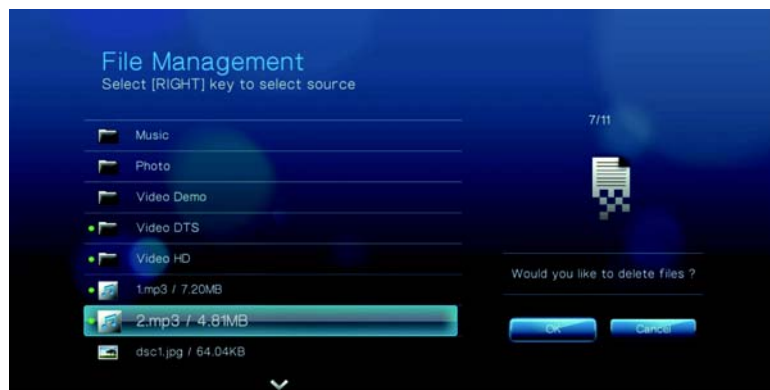 File Management
Select [RIGHT] key to select source
Music
Photo
Video Demo
Video DTS
Video HD
1.mp3 / 7.20MB
2.mp3 / 4.81MB
dsc1.jpg / 64.04KB
7/11
Would you like to delete files ?
OK
Cancel